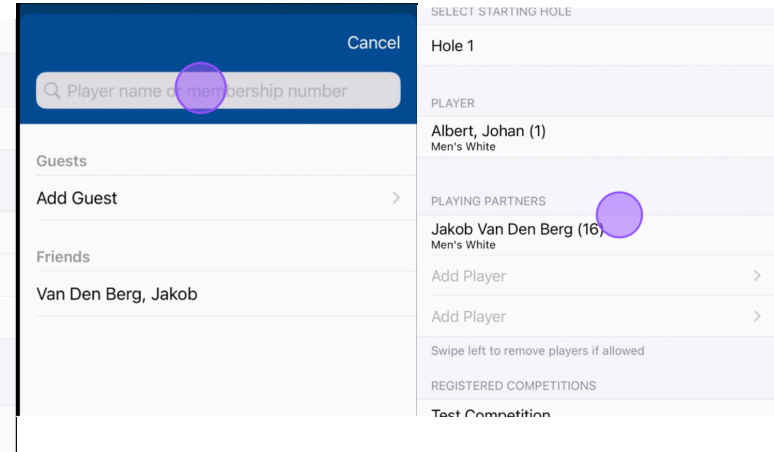 Cancel
Player name or membership number
Guests
Add Guest
Friends
Van Den Berg, Jakob
SELECT STARTING HOLE
Hole 1
PLAYER
Albert, Johan (1)
Men's White
PLAYING PARTNERS
Jakob Van Den Berg (16)
Men's White
Add Player
Add Player
Swipe left to remove players if allowed
REGISTERED COMPETITIONS
Test Competition